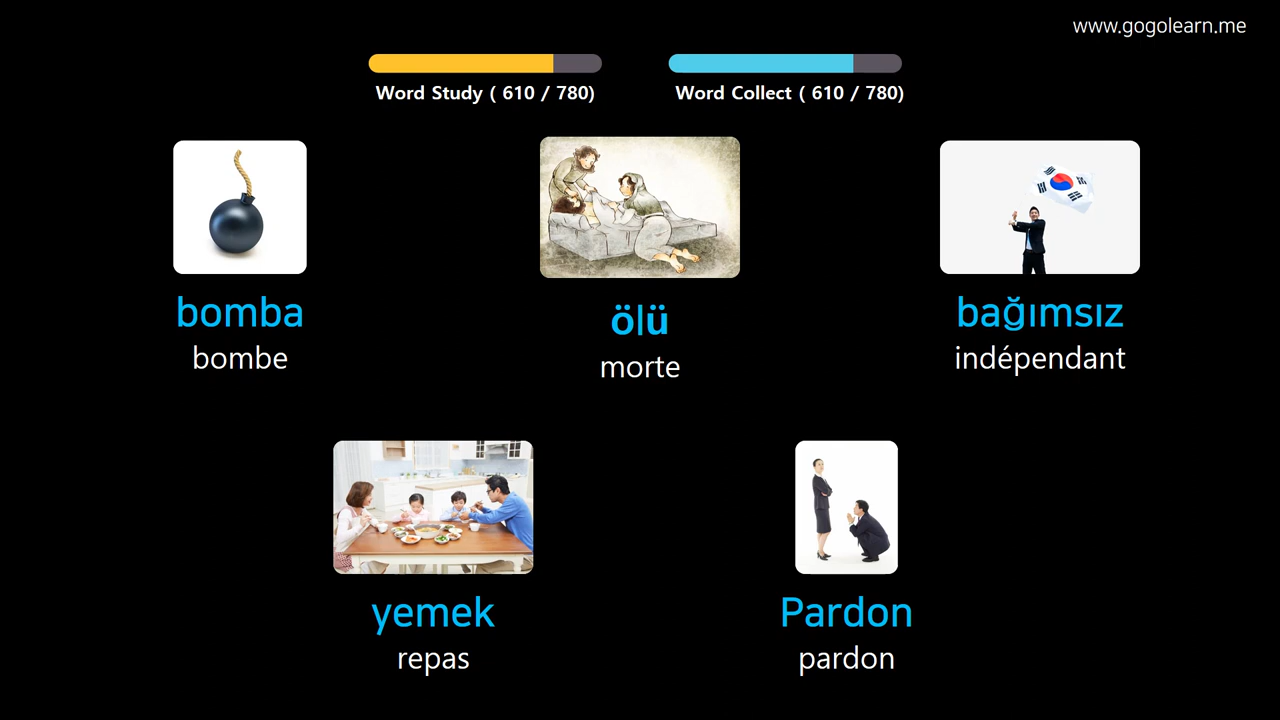 www.gogolearn.me
Word Study ( 610 / 780)
Word Collect ( 610 / 780)
bomba
bombe
ölü
morte
bağımsız
indépendant
yemek
repas
Pardon
pardon